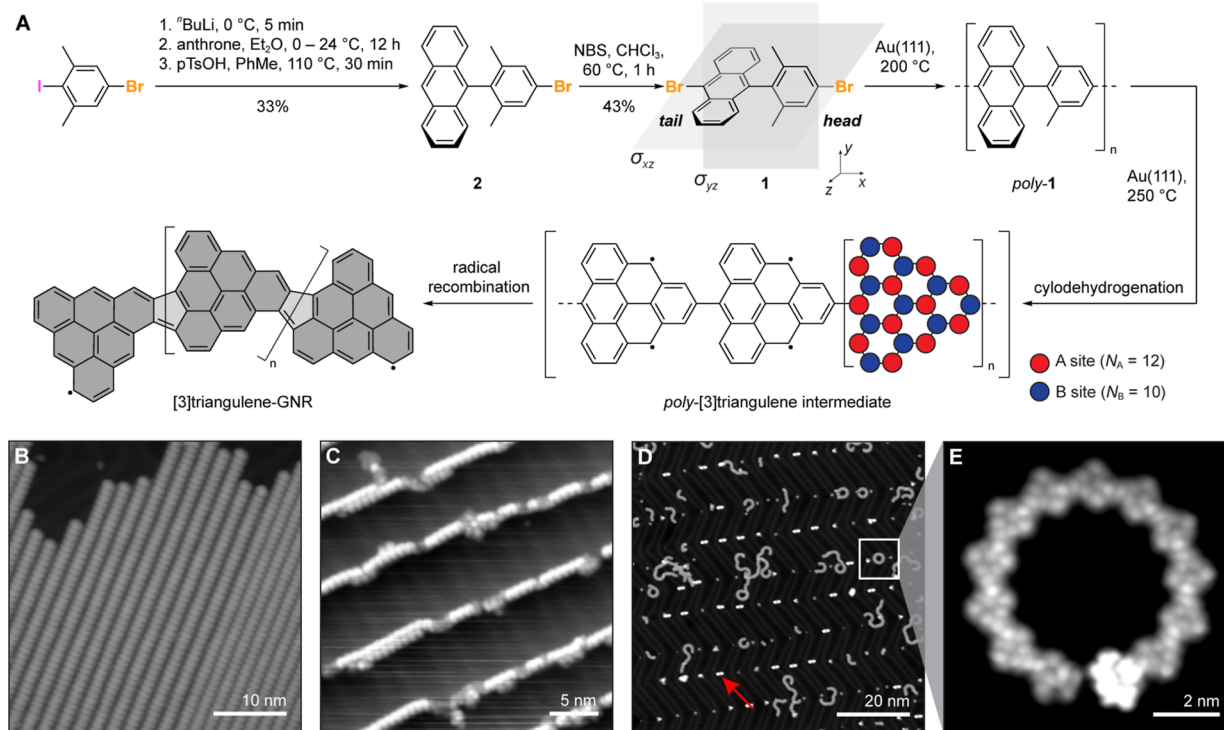 A
1. ⁿBuLi, 0 °C, 5 min
2. anthrone, Et₂O, 0 – 24 °C, 12 h
3. pTsOH, PhMe, 110 °C, 30 min
33%
I
Br
Br
2
NBS, CHCl₃,
60 °C, 1 h
43%
Br
Br
tail
head
σxz
σyz
1
y
z
x
Au(111),
200 °C
n
poly-1
Au(111),
250 °C
cylodehydrogenation
radical
recombination
n
[3]triangulene-GNR
n
poly-[3]triangulene intermediate
A site (N_A = 12)
B site (N_B = 10)
B
10 nm
C
5 nm
D
20 nm
E
2 nm